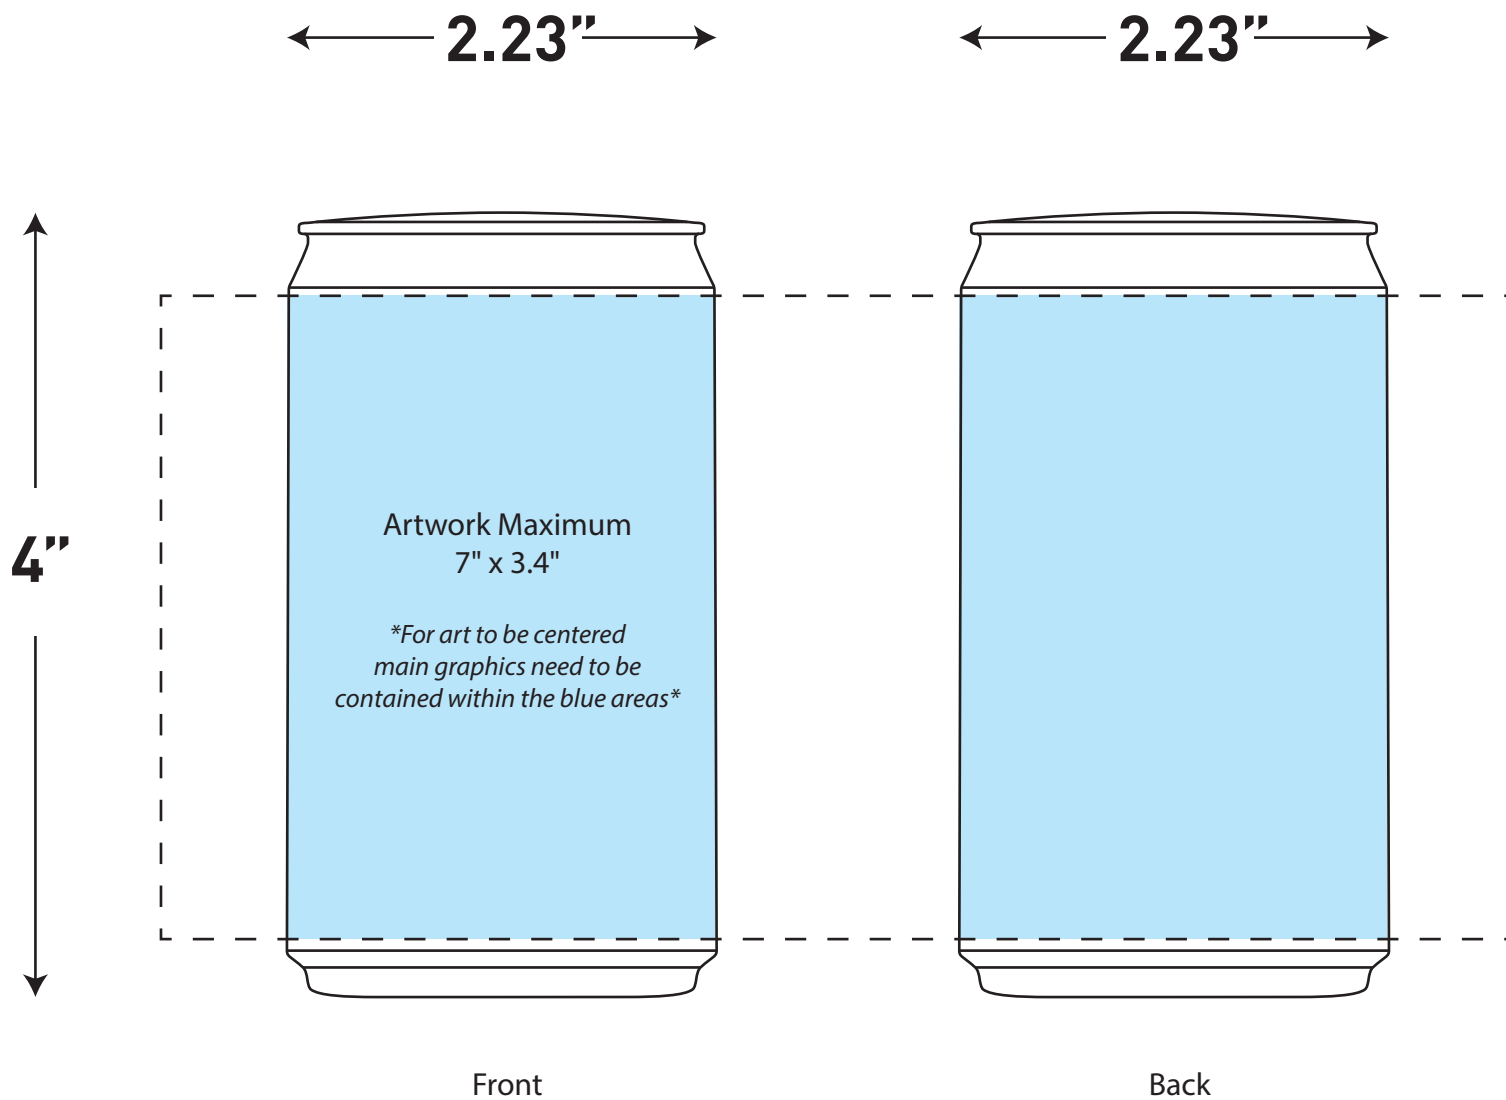 2.23”
2.23”
4”
Artwork Maximum
7" x 3.4"
*For art to be centered
main graphics need to be
contained within the blue areas*
Front
Back